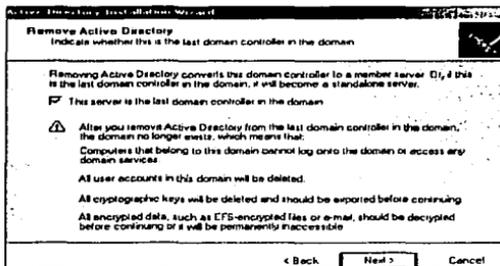 Active Directory Installation Wizard
Remove Active Directory
Indicate whether this is the last domain controller in the domain
Removing Active Directory converts this domain controller to a member server. Or, if this
is the last domain controller in the domain, it will become a standalone server.
This server is the last domain controller in the domain
After you remove Active Directory from the last domain controller in the domain,
the domain no longer exists, which means that:
Computers that belong to this domain cannot log onto the domain or access any
domain services
All user accounts in this domain will be deleted.
All cryptographic keys will be deleted and should be exported before continuing
All encrypted data, such as EFS-encrypted files or e-mail, should be decrypted
before continuing or it will be permanently inaccessible
< Back
Next >
Cancel